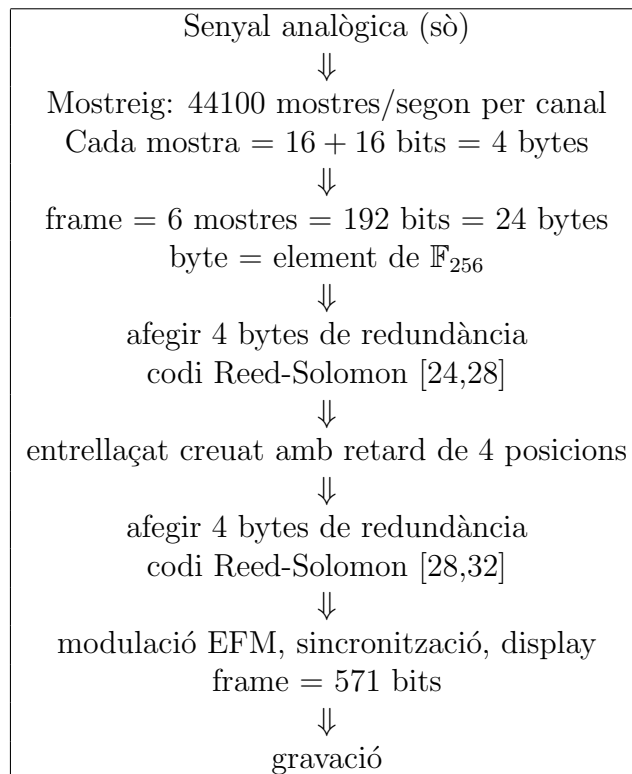 Senyal analògica (sò)
⇓
Mostreig: 44100 mostres/segon per canal
Cada mostra = 16 + 16 bits = 4 bytes
⇓
frame = 6 mostres = 192 bits = 24 bytes
byte = element de 𝔽₂₅₆
⇓
afegir 4 bytes de redundància
codi Reed-Solomon [24,28]
⇓
entrellaçat creuat amb retard de 4 posicions
⇓
afegir 4 bytes de redundància
codi Reed-Solomon [28,32]
⇓
modulació EFM, sincronització, display
frame = 571 bits
⇓
gravació